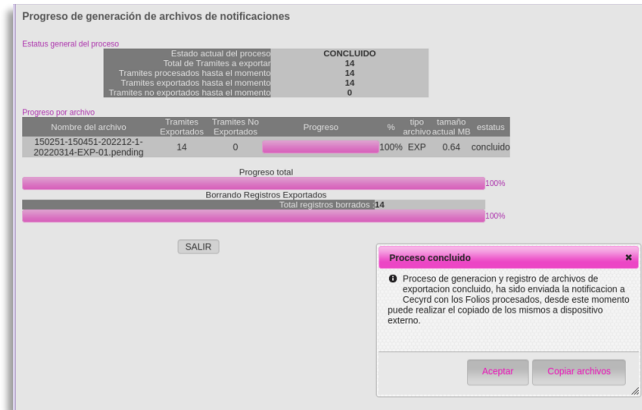 Progreso de generación de archivos de notificaciones
Estatus general del proceso
Estado actual del proceso CONCLUIDO
Total de Tramites a exportar 14
Tramites procesados hasta el momento 14
Tramites exportados hasta el momento 14
Tramites no exportados hasta el momento 0
Progreso por archivo
Nombre del archivo Tramites Exportados Tramites No Exportados Progreso % tipo archivo tamaño actual MB estatus
150251-150451-202212-1-
20220314-EXP-01.pending 14 0 100% EXP 0.64 concluido
Progreso total
100%
Borrando Registros Exportados
Total registros borrados :14
100%
SALIR
Proceso concluido
Proceso de generacion y registro de archivos de
exportacion concluido, ha sido enviada la notificacion a
Cecyrd con los Folios procesados, desde este momento
puede realizar el copiado de los mismos a dispositivo
externo.
Aceptar Copiar archivos